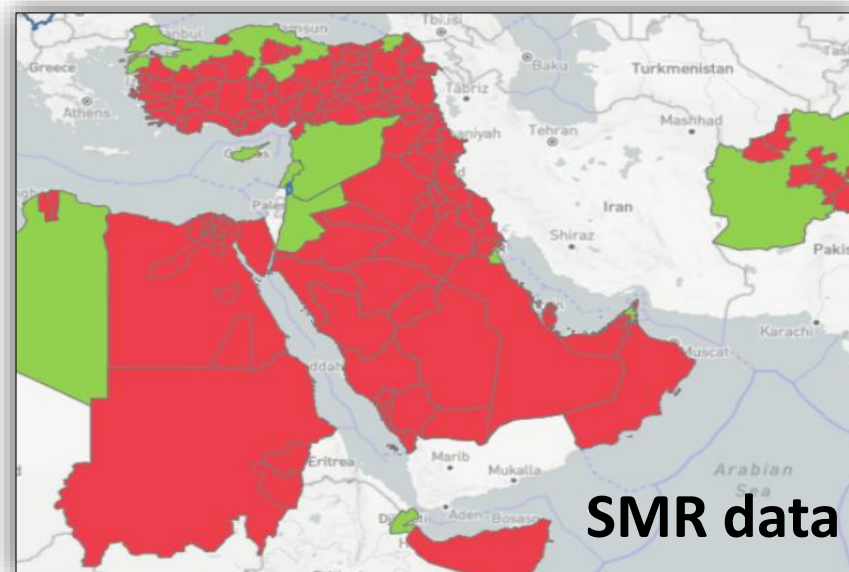 Tbilisi
Greece
Baku
Turkmenistan
Athens
Tabriz
Tehran
Mashhad
Iran
Shiraz
Pakis
Karachi
Muscat
Eritrea
Marib
Mukalla
Arabian
Sea
Aden
Bosaso
SMR data